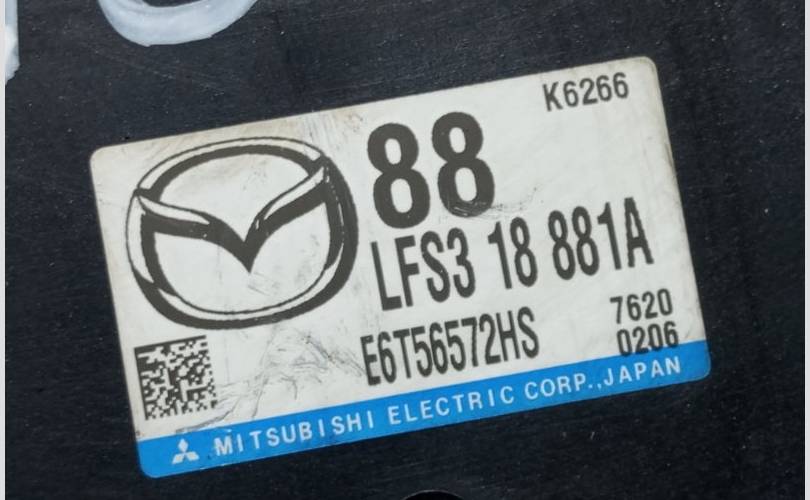 K6266
88
LFS3 18 881A
E6T56572HS
7620
0206
MITSUBISHI ELECTRIC CORP.,JAPAN